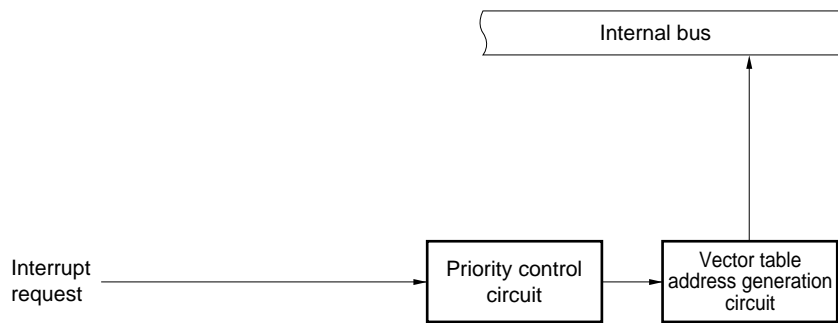 Internal bus
Interrupt
request
Priority control
circuit
Vector table
address generation
circuit